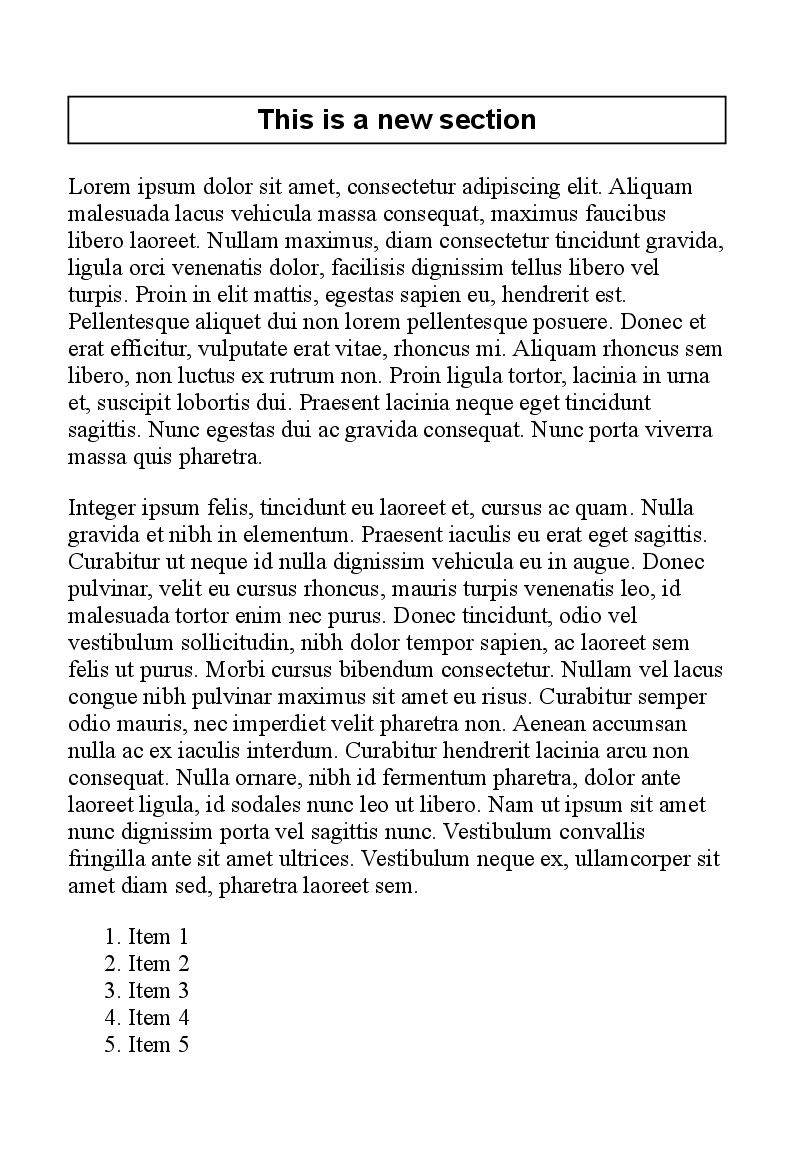 This is a new section
Lorem ipsum dolor sit amet, consectetur adipiscing elit. Aliquam
malesuada lacus vehicula massa consequat, maximus faucibus
libero laoreet. Nullam maximus, diam consectetur tincidunt gravida,
ligula orci venenatis dolor, facilisis dignissim tellus libero vel
turpis. Proin in elit mattis, egestas sapien eu, hendrerit est.
Pellentesque aliquet dui non lorem pellentesque posuere. Donec et
erat efficitur, vulputate erat vitae, rhoncus mi. Aliquam rhoncus sem
libero, non luctus ex rutrum non. Proin ligula tortor, lacinia in urna
et, suscipit lobortis dui. Praesent lacinia neque eget tincidunt
sagittis. Nunc egestas dui ac gravida consequat. Nunc porta viverra
massa quis pharetra.
Integer ipsum felis, tincidunt eu laoreet et, cursus ac quam. Nulla
gravida et nibh in elementum. Praesent iaculis eu erat eget sagittis.
Curabitur ut neque id nulla dignissim vehicula eu in augue. Donec
pulvinar, velit eu cursus rhoncus, mauris turpis venenatis leo, id
malesuada tortor enim nec purus. Donec tincidunt, odio vel
vestibulum sollicitudin, nibh dolor tempor sapien, ac laoreet sem
felis ut purus. Morbi cursus bibendum consectetur. Nullam vel lacus
congue nibh pulvinar maximus sit amet eu risus. Curabitur semper
odio mauris, nec imperdiet velit pharetra non. Aenean accumsan
nulla ac ex iaculis interdum. Curabitur hendrerit lacinia arcu non
consequat. Nulla ornare, nibh id fermentum pharetra, dolor ante
laoreet ligula, id sodales nunc leo ut libero. Nam ut ipsum sit amet
nunc dignissim porta vel sagittis nunc. Vestibulum convallis
fringilla ante sit amet ultrices. Vestibulum neque ex, ullamcorper sit
amet diam sed, pharetra laoreet sem.
1. Item 1
2. Item 2
3. Item 3
4. Item 4
5. Item 5